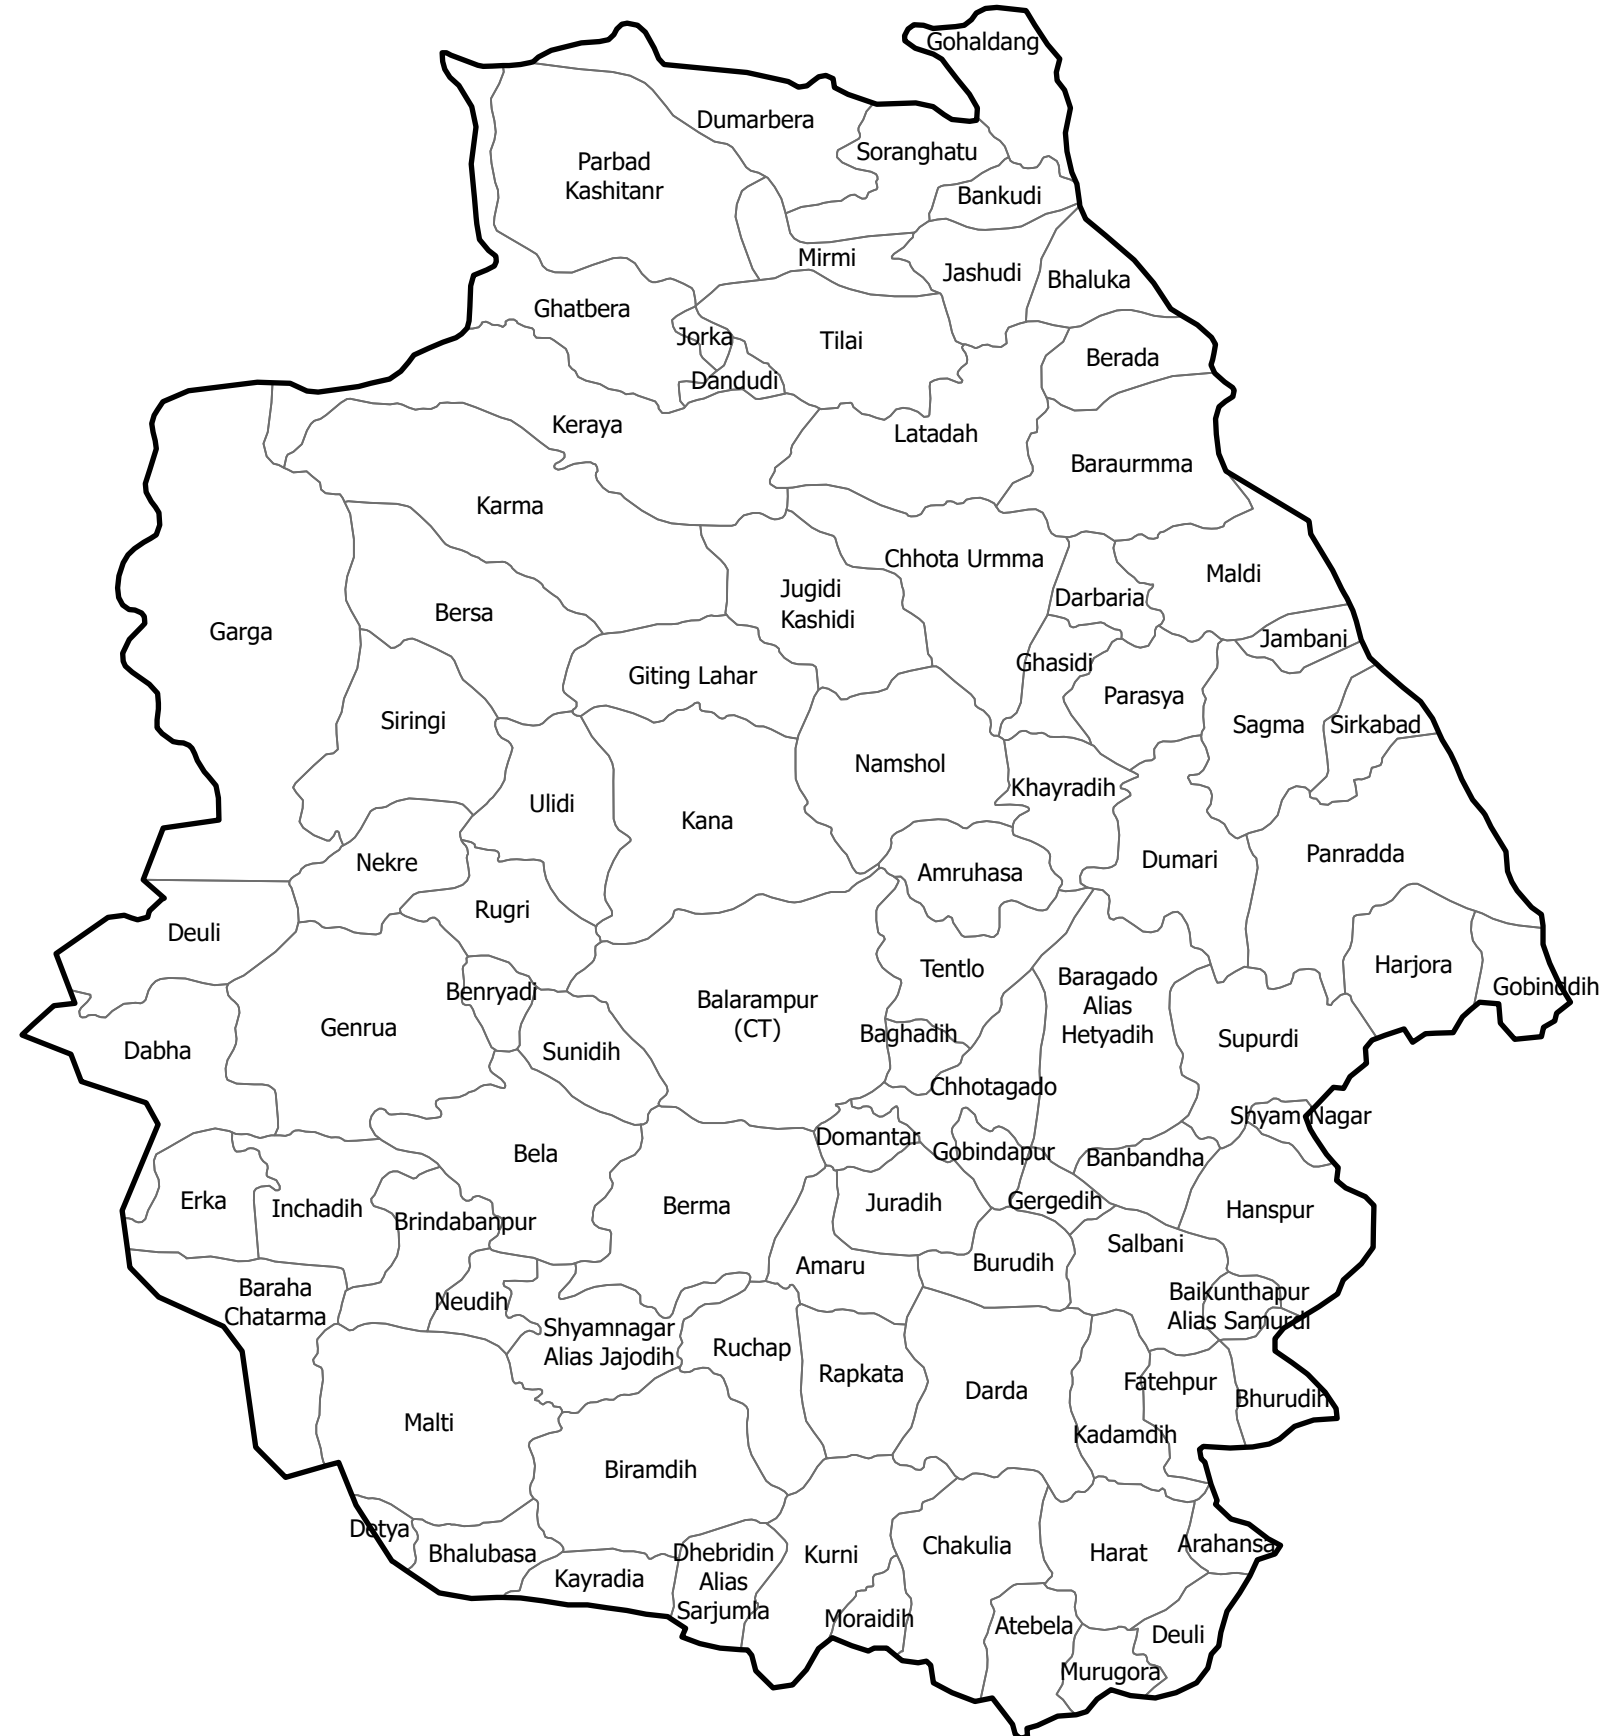 Gohaldang
Dumarbera
Soranghatu
Parbad
Kashitanr
Bankudi
Mirmi
Jashudi
Bhaluka
Ghatbera
Jorka
Tilai
Berada
Dandudi
Keraya
Latadah
Baraurmma
Karma
Chhota Urmma
Maldi
Jugidi
Kashidi
Darbaria
Bersa
Garga
Jambani
Ghasidi
Giting Lahar
Parasya
Siringi
Sagma
Sirkabad
Namshol
Khayradih
Ulidi
Kana
Nekre
Amruhasa
Dumari
Panradda
Rugri
Deuli
Tentlo
Harjora
Baragado
Alias
Hetyadih
Benryadi
Gobinddih
Balarampur
(CT)
Genrua
Baghadih
Supurdi
Dabha
Sunidih
Chhotagado
Shyam Nagar
Domantar
Gobindapur
Bela
Banbandha
Erka
Inchadih
Berma
Juradih
Gergedih
Hanspur
Brindabanpur
Salbani
Amaru
Burudih
Baraha
Chatarma
Neudih
Baikunthapur
Alias Samurdi
Shyamnagar
Alias Jajodih
Ruchap
Rapkata
Darda
Fatehpur
Bhurudih
Malti
Kadamdih
Biramdih
Detya
Bhalubasa
Dhebridin
Alias
Sarjumla
Kurni
Chakulia
Harat
Arahansa
Kayradia
Moraidih
Atebela
Deuli
Murugora